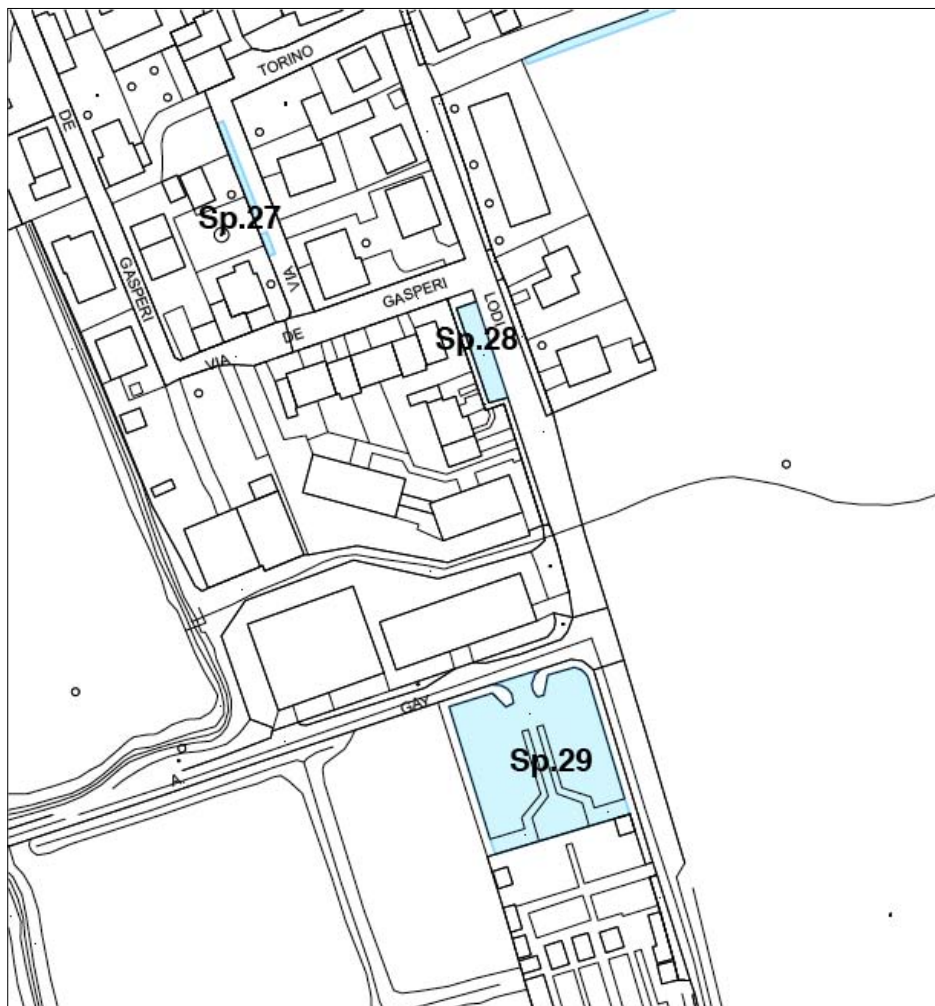 TORINO
DE
Sp.27
GASPERI
VIA
GASPERI
LODI
DE
VIA
Sp.28
GAY
Sp.29
A.